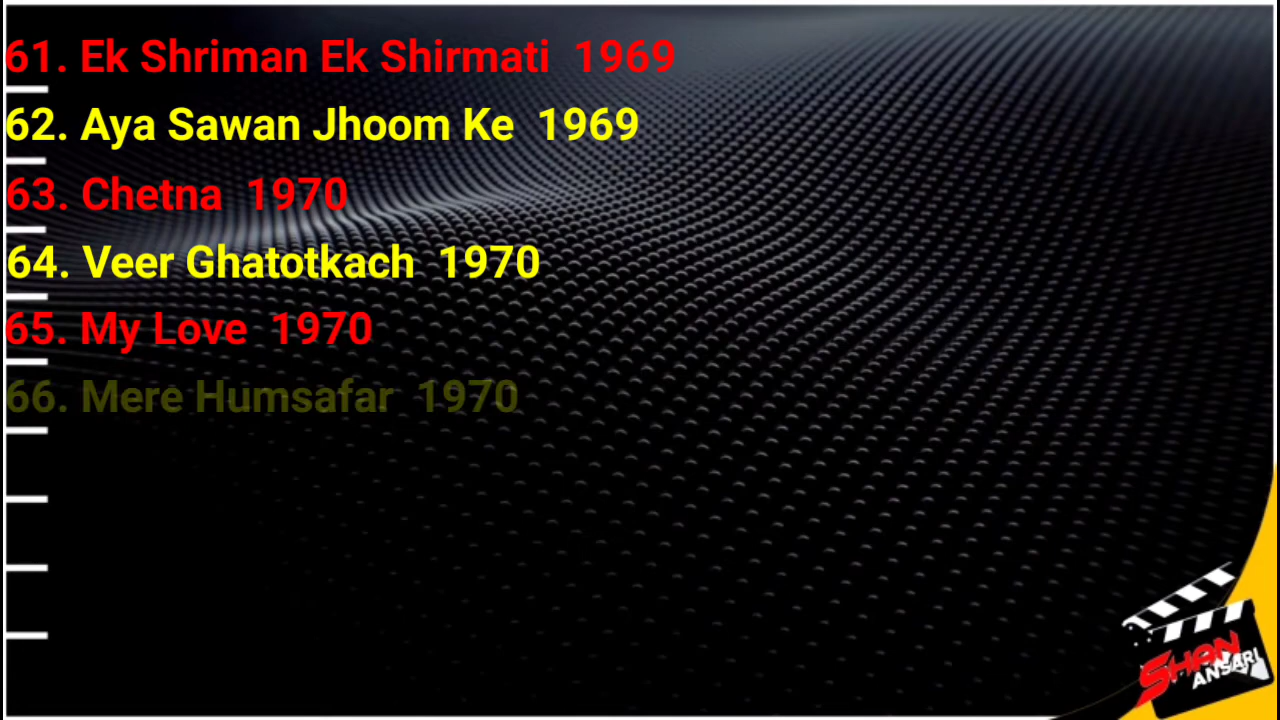 61. Ek Shriman Ek Shirmati 1969
62. Aya Sawan Jhoom Ke 1969
63. Chetna 1970
64. Veer Ghatotkach 1970
65. My Love 1970
66. Mere Humsafar 1970
SHAN
ANSARI